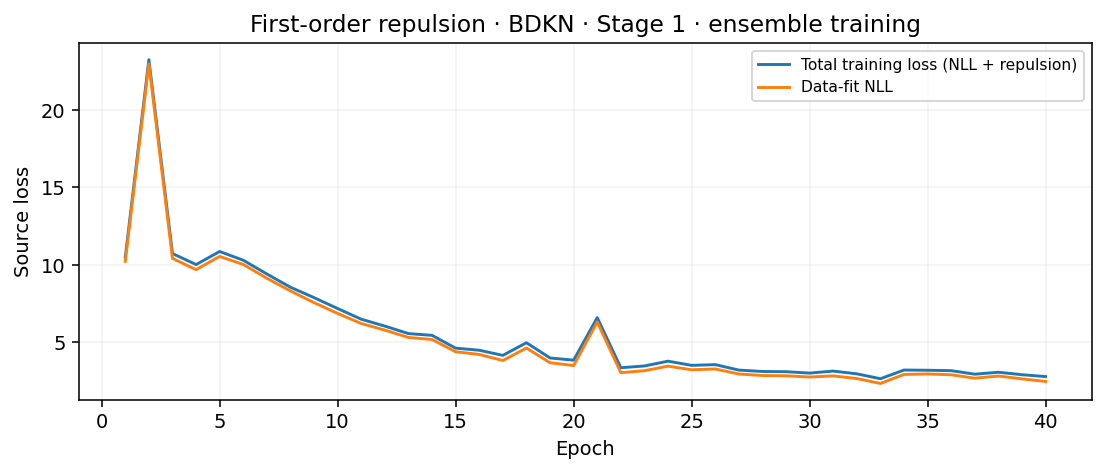 First-order repulsion · BDKN · Stage 1 · ensemble training
Total training loss (NLL + repulsion)
Data-fit NLL
Source loss
20
15
10
5
0
5
10
15
20
25
30
35
40
Epoch